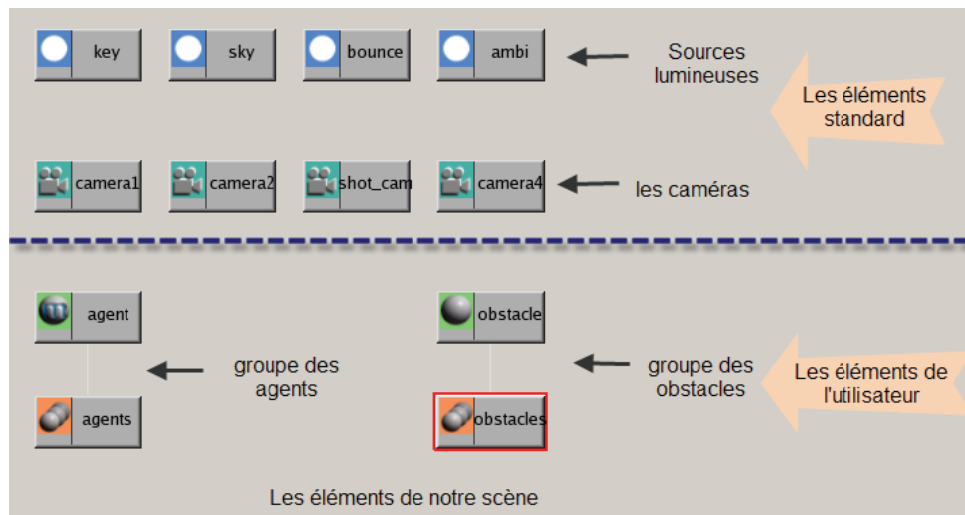 key
sky
bounce
ambi
Sources
lumineuses
Les éléments
standard
camera1
camera2
shot_cam
camera4
les caméras
agent
obstacle
groupe des
agents
groupe des
obstacles
Les éléments de
l'utilisateur
agents
obstacles
Les éléments de notre scène